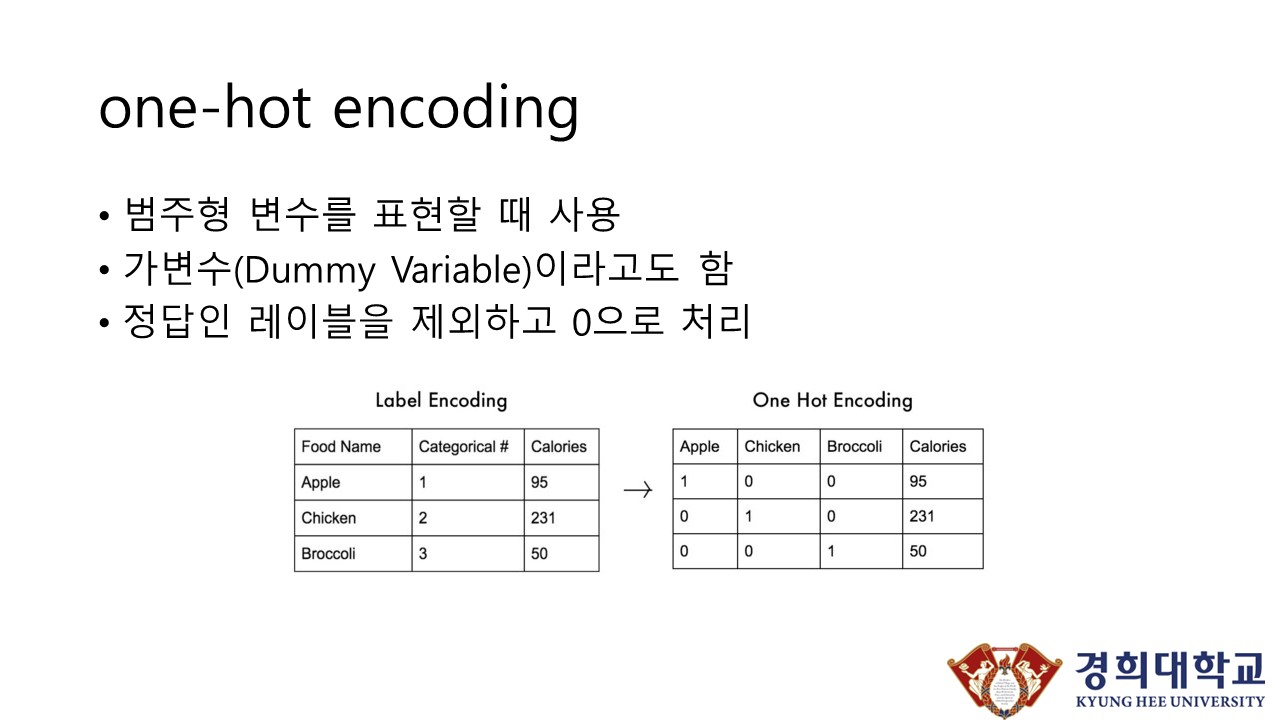 one-hot encoding
• 범주형 변수를 표현할 때 사용
• 가변수(Dummy Variable)이라고도 함
• 정답인 레이블을 제외하고 0으로 처리
Label Encoding
Food Name Categorical # Calories
Apple 1 95
Chicken 2 231
Broccoli 3 50
→
One Hot Encoding
Apple Chicken Broccoli Calories
1 0 0 95
0 1 0 231
0 0 1 50
경희대학교
KYUNG HEE UNIVERSITY